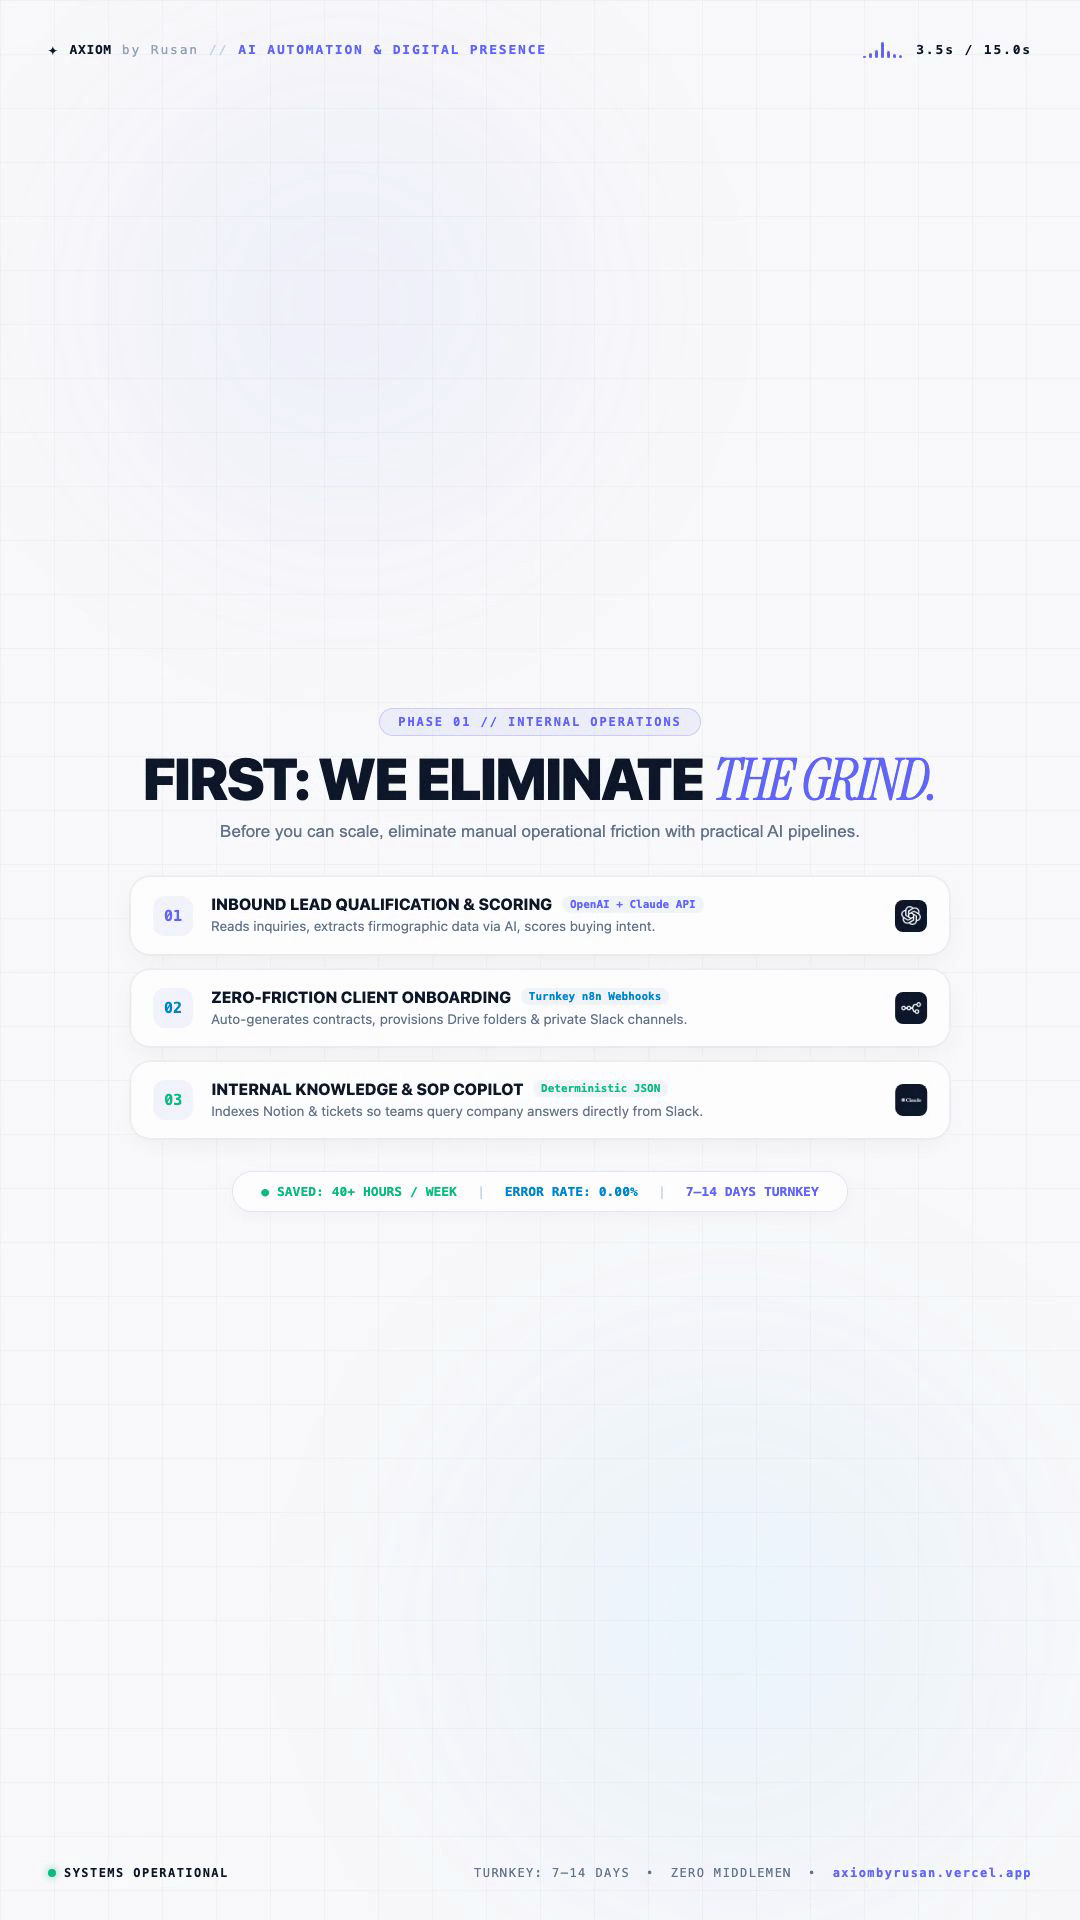 ✦ AXIOM by Rusan // AI AUTOMATION & DIGITAL PRESENCE
3.5s / 15.0s
PHASE 01 // INTERNAL OPERATIONS
FIRST: WE ELIMINATE THE GRIND.
Before you can scale, eliminate manual operational friction with practical AI pipelines.
01
INBOUND LEAD QUALIFICATION & SCORING OpenAI + Claude API
Reads inquiries, extracts firmographic data via AI, scores buying intent.
02
ZERO-FRICTION CLIENT ONBOARDING Turnkey n8n Webhooks
Auto-generates contracts, provisions Drive folders & private Slack channels.
03
INTERNAL KNOWLEDGE & SOP COPILOT Deterministic JSON
Indexes Notion & tickets so teams query company answers directly from Slack.
Claude
● SAVED: 40+ HOURS / WEEK | ERROR RATE: 0.00% | 7–14 DAYS TURNKEY
SYSTEMS OPERATIONAL
TURNKEY: 7–14 DAYS • ZERO MIDDLEMEN • axiombyrusan.vercel.app